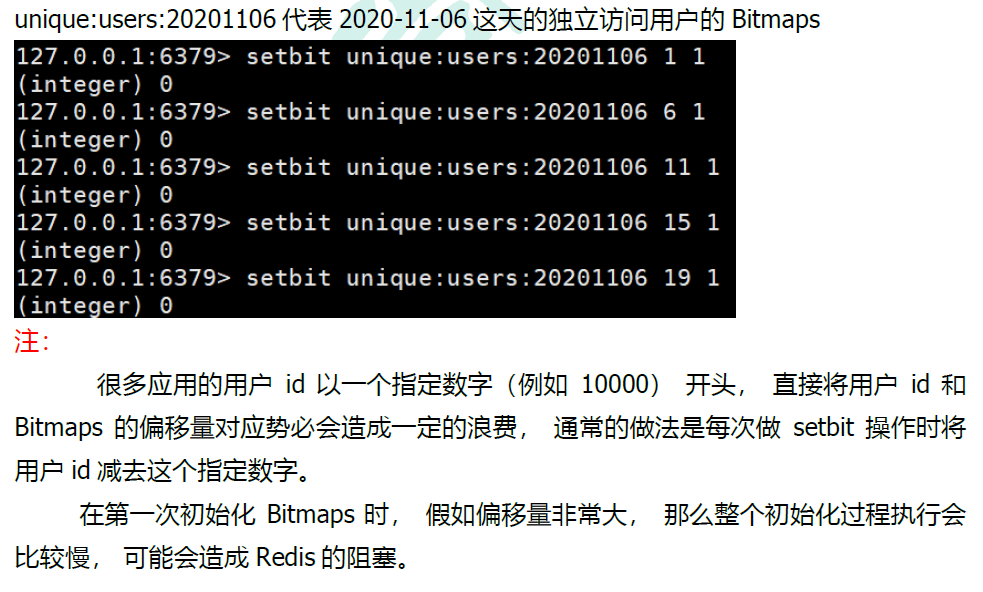 unique:users:20201106 代表 2020-11-06 这天的独立访问用户的 Bitmaps
127.0.0.1:6379> setbit unique:users:20201106 1 1
(integer) 0
127.0.0.1:6379> setbit unique:users:20201106 6 1
(integer) 0
127.0.0.1:6379> setbit unique:users:20201106 11 1
(integer) 0
127.0.0.1:6379> setbit unique:users:20201106 15 1
(integer) 0
127.0.0.1:6379> setbit unique:users:20201106 19 1
(integer) 0
注：
很多应用的用户 id 以一个指定数字（例如 10000） 开头， 直接将用户 id 和
Bitmaps 的偏移量对应势必会造成一定的浪费， 通常的做法是每次做 setbit 操作时将
用户 id 减去这个指定数字。
在第一次初始化 Bitmaps 时， 假如偏移量非常大， 那么整个初始化过程执行会
比较慢， 可能会造成 Redis 的阻塞。